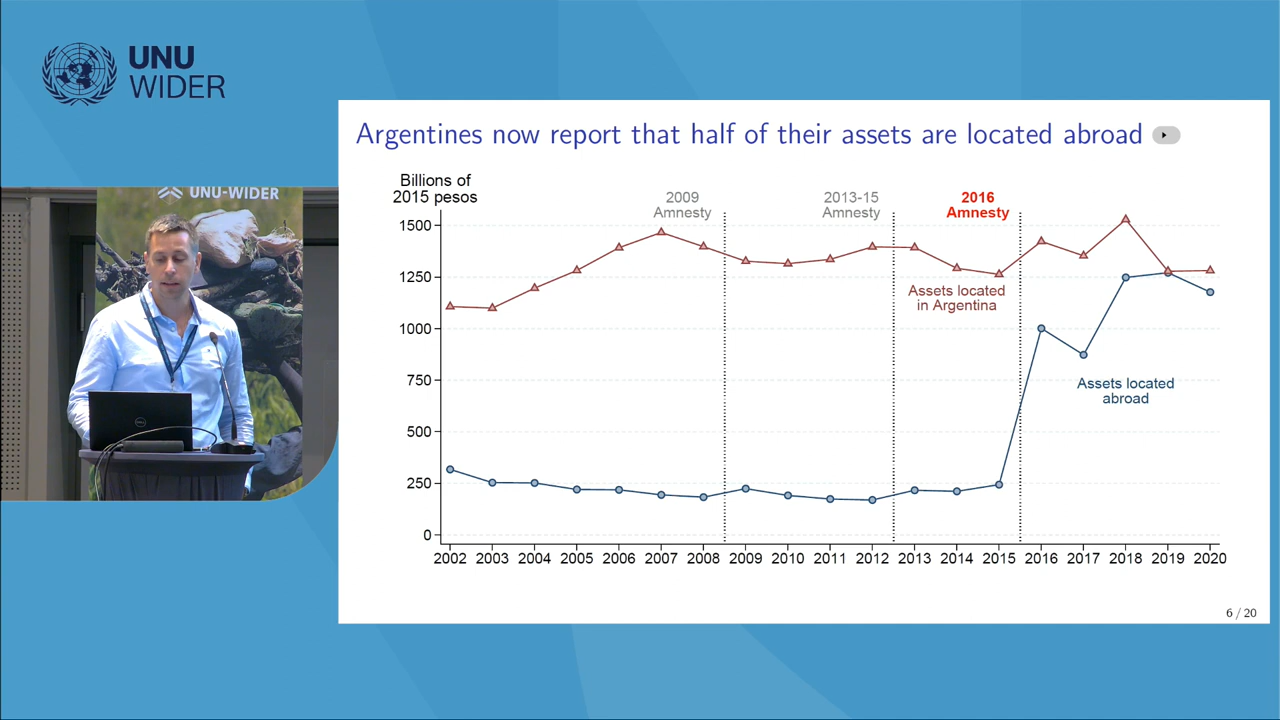 UNU
WIDER
UNU-WIDER
Argentines now report that half of their assets are located abroad
Billions of
2015 pesos
2009
Amnesty
2013-15
Amnesty
2016
Amnesty
1500
1250
1000
750
500
250
0
Assets located
in Argentina
Assets located
abroad
2002 2003 2004 2005 2006 2007 2008 2009 2010 2011 2012 2013 2014 2015 2016 2017 2018 2019 2020
6 / 20